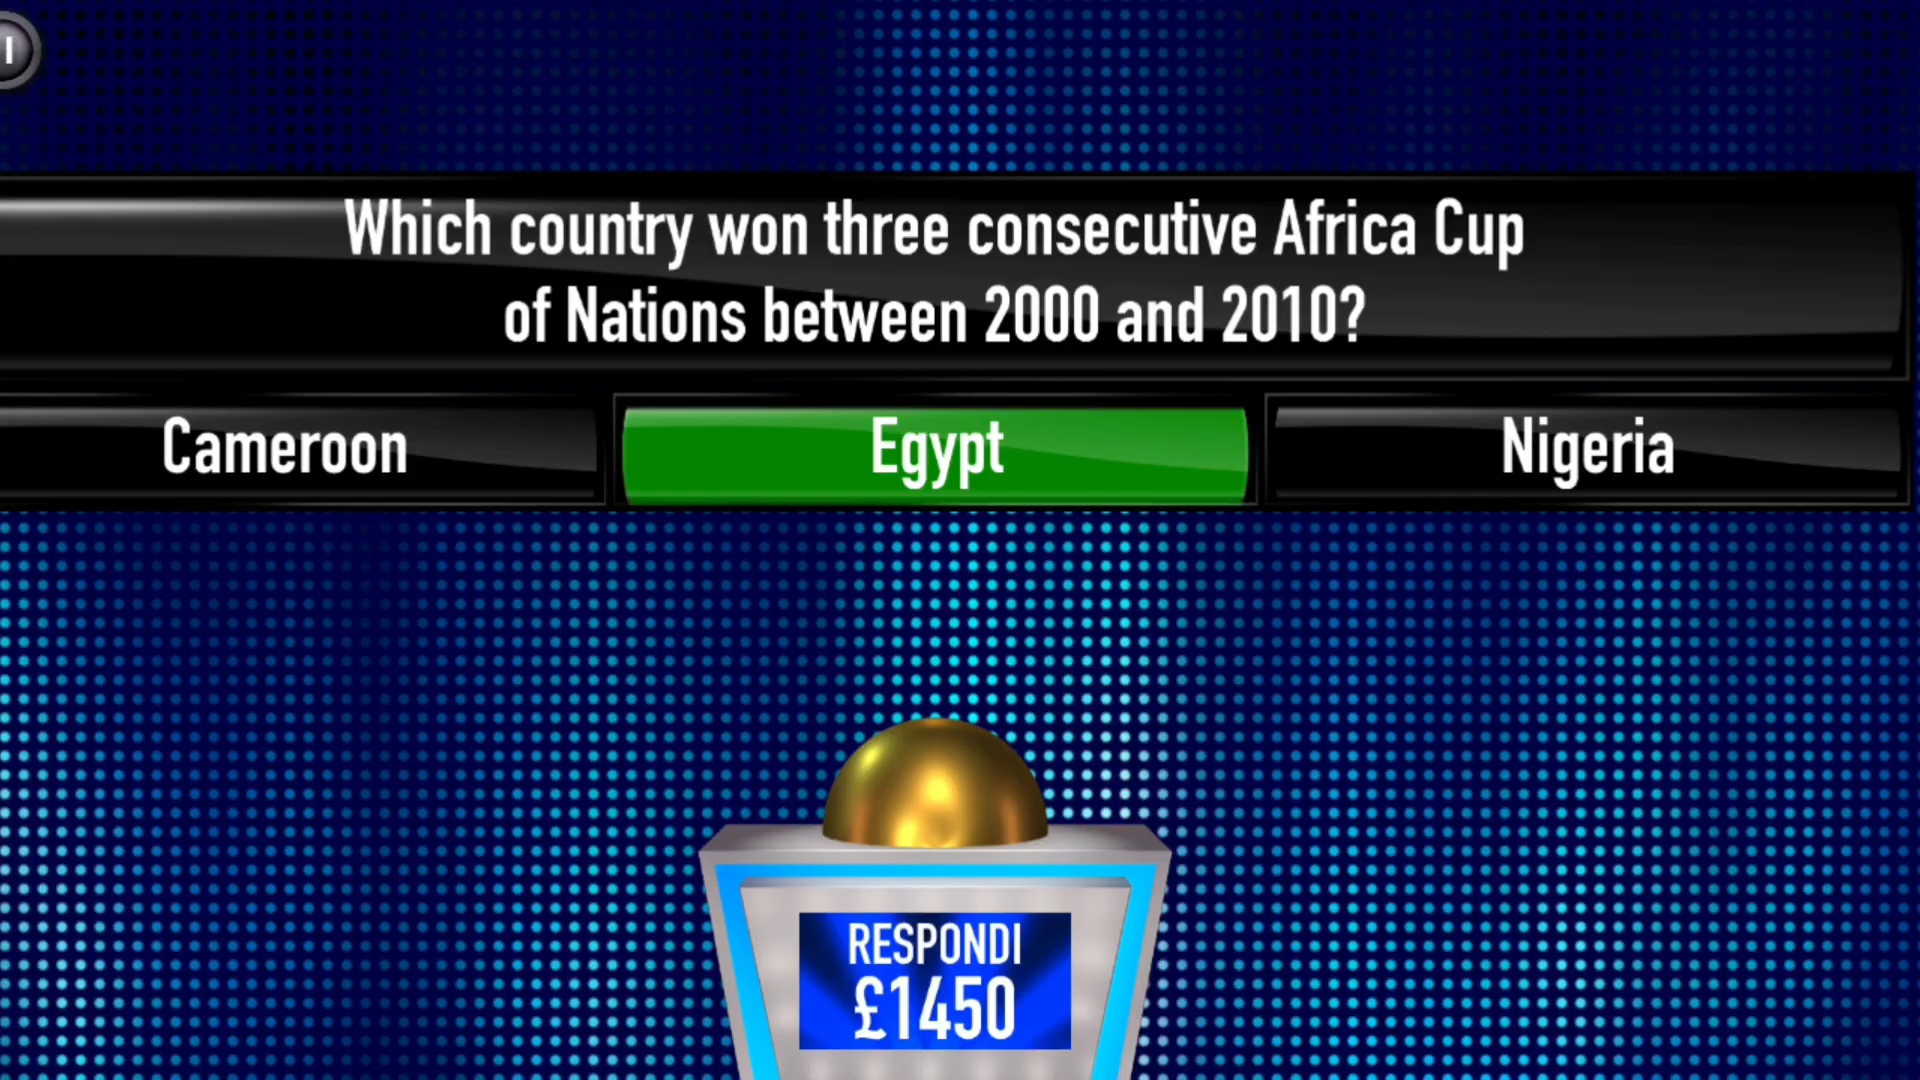 Which country won three consecutive Africa Cup
of Nations between 2000 and 2010?
Cameroon
Egypt
Nigeria
RESPONDI
£1450